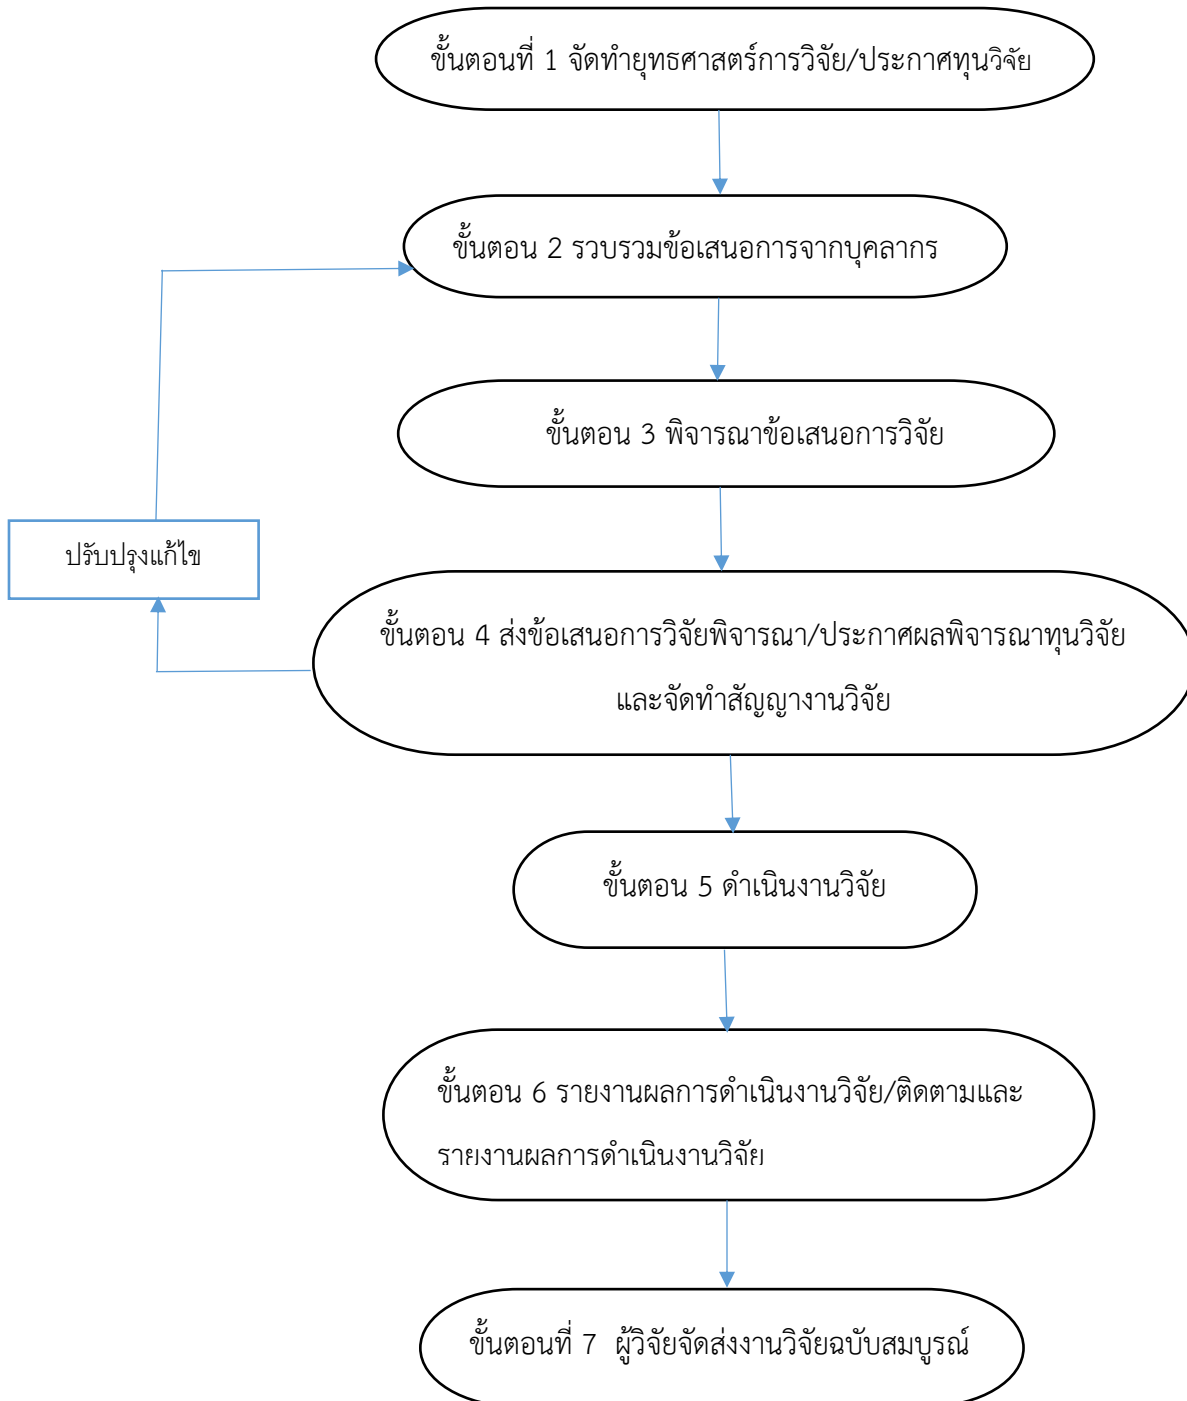 ขั้นตอนที่ 1 จัดทำยุทธศาสตร์การวิจัย/ประกาศทุนวิจัย
ขั้นตอน 2 รวบรวมข้อเสนอการจากบุคลากร
ขั้นตอน 3 พิจารณาข้อเสนอการวิจัย
ปรับปรุงแก้ไข
ขั้นตอน 4 ส่งข้อเสนอการวิจัยพิจารณา/ประกาศผลพิจารณาทุนวิจัย
และจัดทำสัญญางานวิจัย
ขั้นตอน 5 ดำเนินงานวิจัย
ขั้นตอน 6 รายงานผลการดำเนินงานวิจัย/ติดตามและ
รายงานผลการดำเนินงานวิจัย
ขั้นตอนที่ 7 ผู้วิจัยจัดส่งงานวิจัยฉบับสมบูรณ์